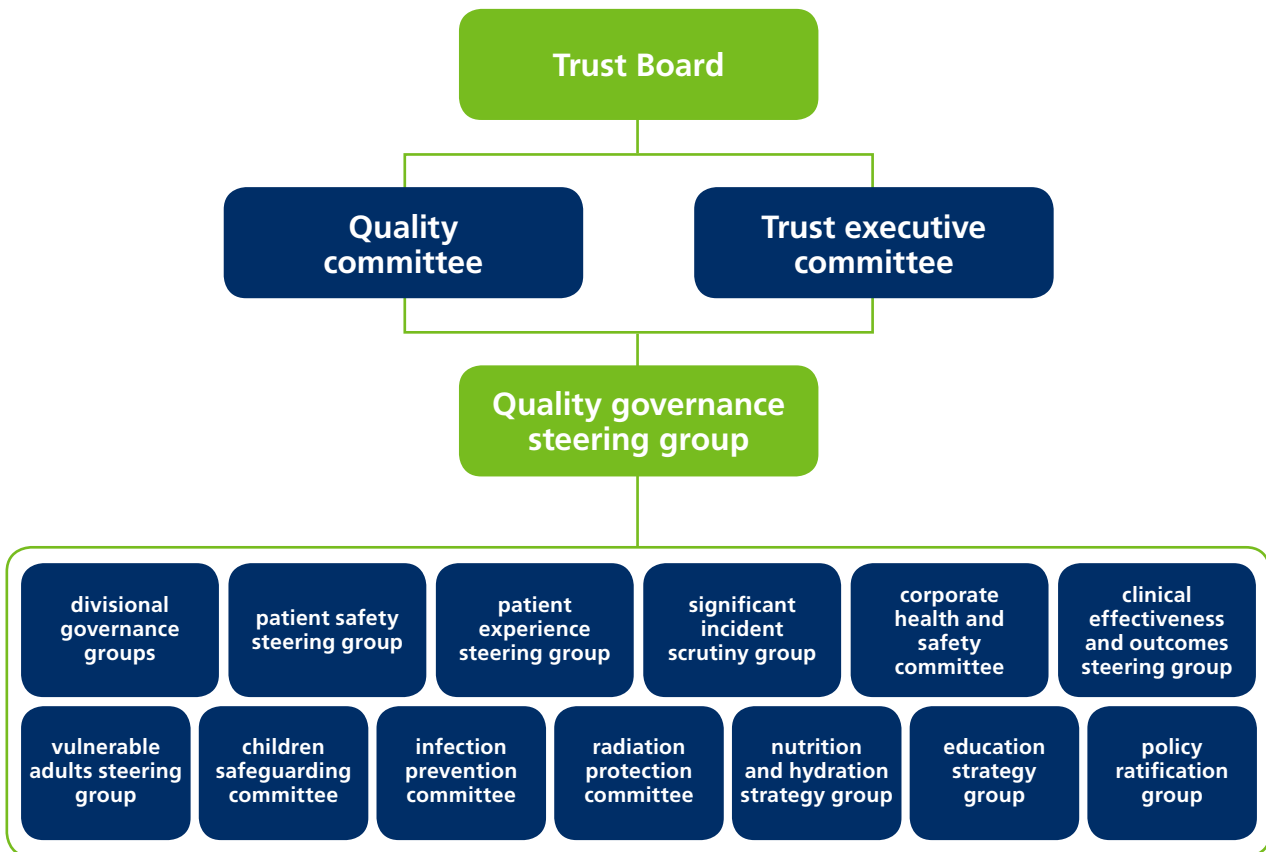 Trust Board
Quality
committee
Trust executive
committee
Quality governance
steering group
divisional
governance
groups
patient safety
steering group
patient
experience
steering group
significant
incident
scrutiny group
corporate
health and
safety
committee
clinical
effectiveness
and outcomes
steering group
vulnerable
adults steering
group
children
safeguarding
committee
infection
prevention
committee
radiation
protection
committee
nutrition
and hydration
strategy group
education
strategy
group
policy
ratification
group